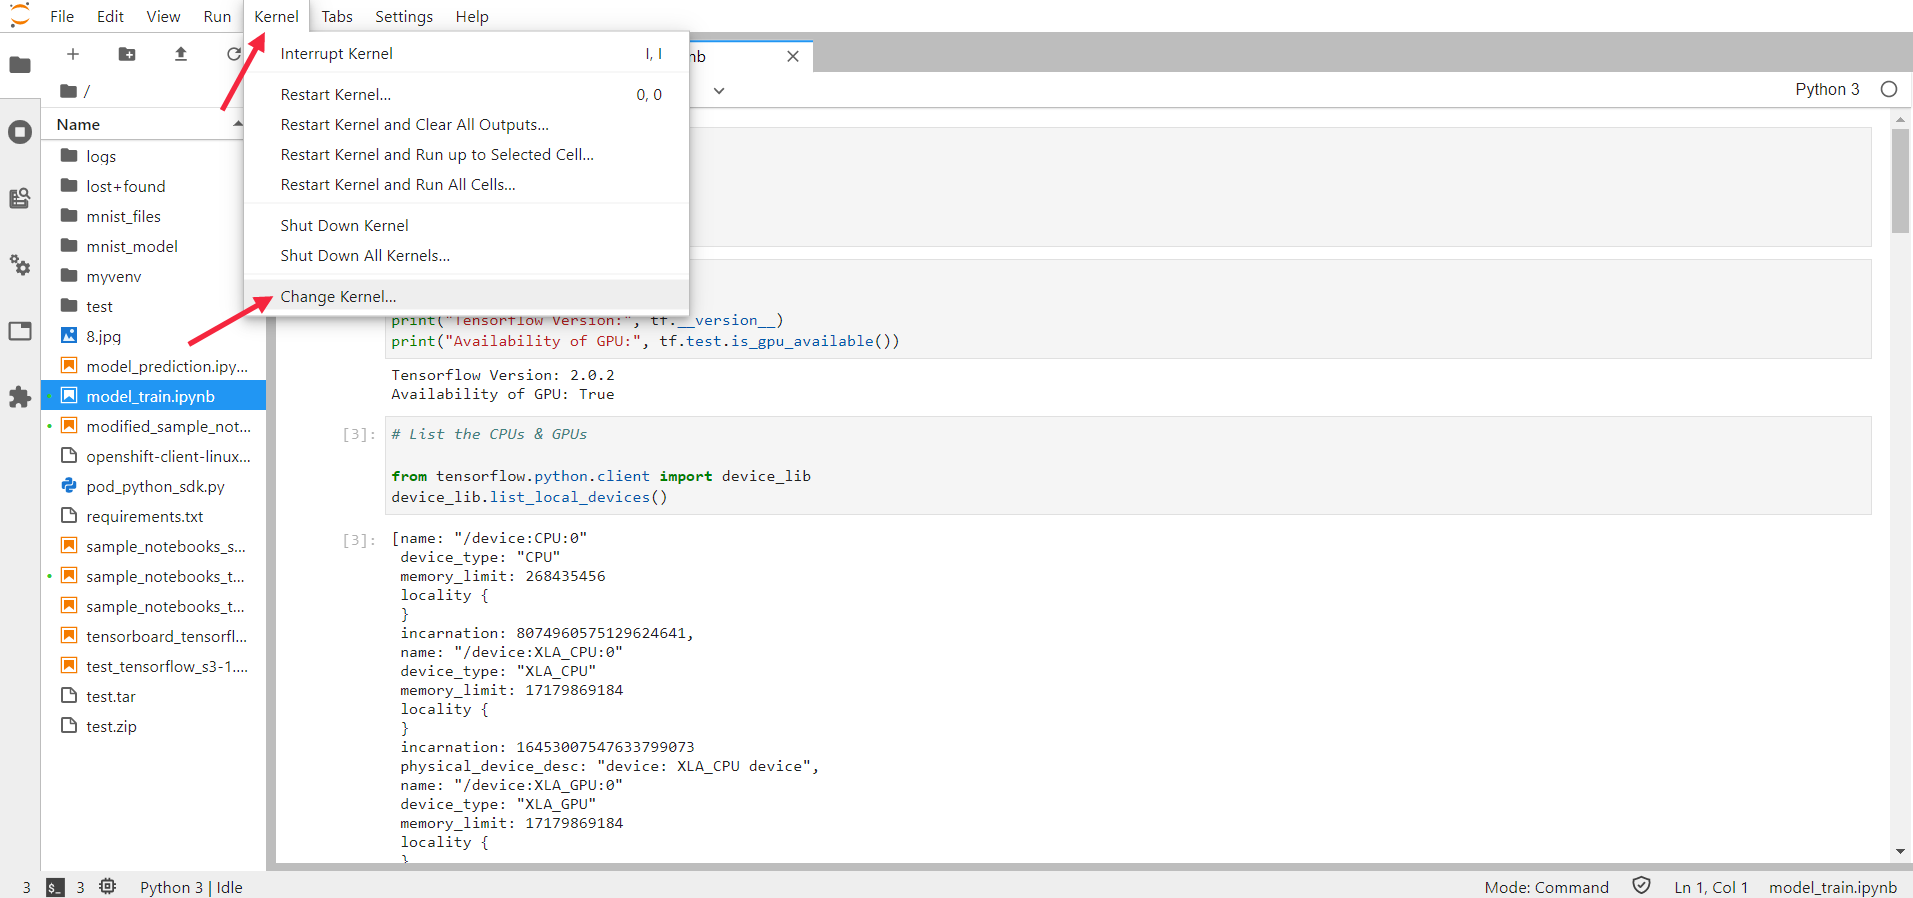 File Edit View Run Kernel Tabs Settings Help
Interrupt Kernel I, I
Restart Kernel... 0, 0
Restart Kernel and Clear All Outputs...
Restart Kernel and Run up to Selected Cell...
Restart Kernel and Run All Cells...
Shut Down Kernel
Shut Down All Kernels...
Change Kernel...
/
Name
logs
lost+found
mnist_files
mnist_model
myvenv
test
8.jpg
model_prediction.ipy...
model_train.ipynb
modified_sample_not...
openshift-client-linux...
pod_python_sdk.py
requirements.txt
sample_notebooks_s...
sample_notebooks_t...
sample_notebooks_t...
tensorboard_tensorfl...
test_tensorflow_s3-1....
test.tar
test.zip
nb
Python 3
print("Tensorflow Version:", tf.__version__)
print("Availability of GPU:", tf.test.is_gpu_available())
Tensorflow Version: 2.0.2
Availability of GPU: True
[3]: # List the CPUs & GPUs
from tensorflow.python.client import device_lib
device_lib.list_local_devices()
[3]: [name: "/device:CPU:0"
device_type: "CPU"
memory_limit: 268435456
locality {
}
incarnation: 8074960575129624641,
name: "/device:XLA_CPU:0"
device_type: "XLA_CPU"
memory_limit: 17179869184
locality {
}
incarnation: 16453007547633799073
physical_device_desc: "device: XLA_CPU device",
name: "/device:XLA_GPU:0"
device_type: "XLA_GPU"
memory_limit: 17179869184
locality {
}
3 $_ 3 Python 3 | Idle Mode: Command Ln 1, Col 1 model_train.ipynb